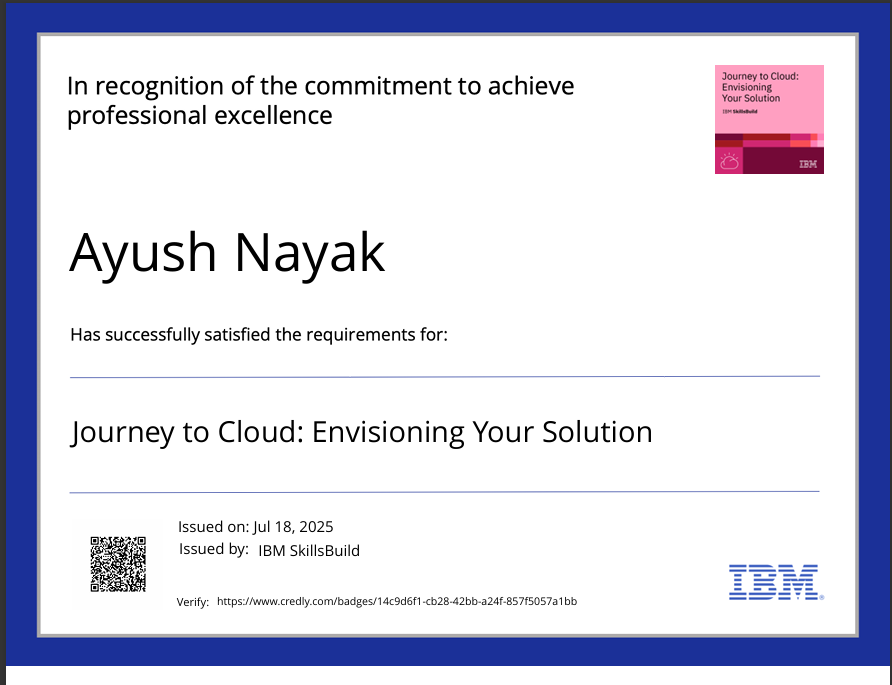 In recognition of the commitment to achieve
professional excellence
Journey to Cloud:
Envisioning
Your Solution
IBM SkillsBuild
IBM
Ayush Nayak
Has successfully satisfied the requirements for:
Journey to Cloud: Envisioning Your Solution
Issued on: Jul 18, 2025
Issued by: IBM SkillsBuild
Verify: https://www.credly.com/badges/14c9d6f1-cb28-42bb-a24f-857f5057a1bb
IBM®